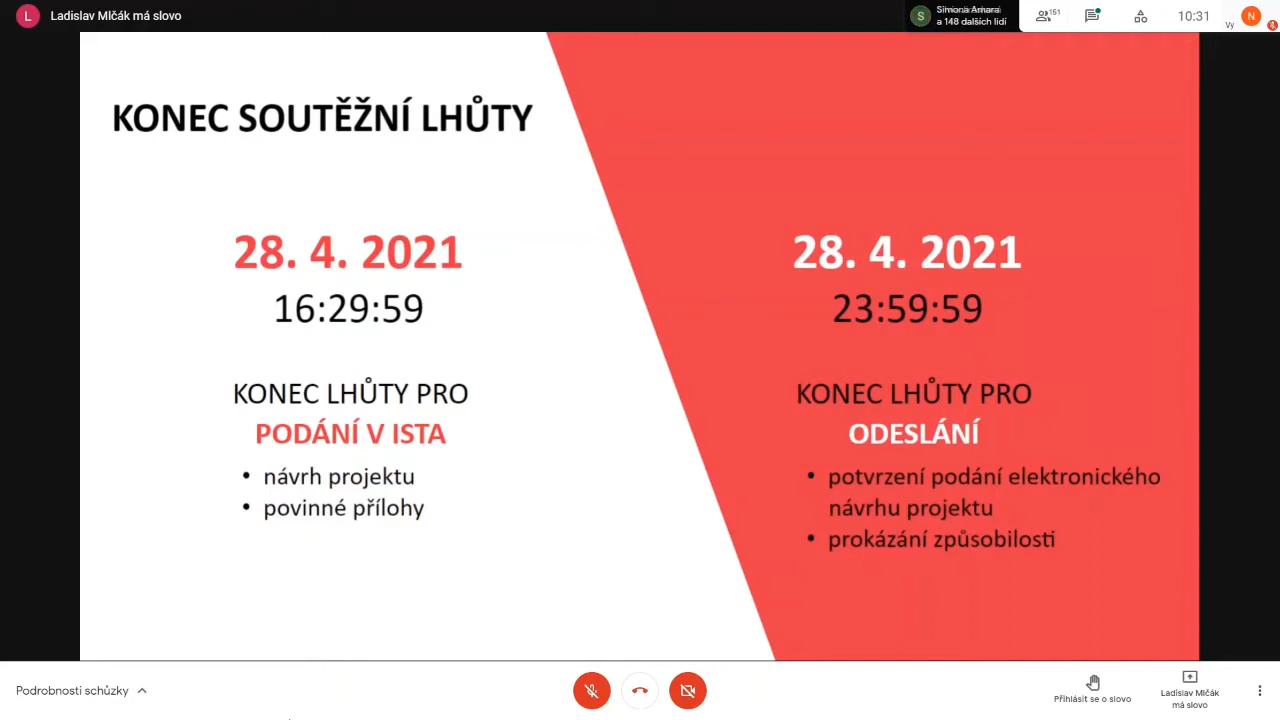 L Ladislav Mlčák má slovo
S
a 148 dalších lidí
151
10:31
N
Vy
KONEC SOUTĚŽNÍ LHŮTY
28. 4. 2021
16:29:59
KONEC LHŮTY PRO
PODÁNÍ V ISTA
• návrh projektu
• povinné přílohy
28. 4. 2021
23:59:59
KONEC LHŮTY PRO
ODESLÁNÍ
• potvrzení podání elektronického
návrhu projektu
• prokázání způsobilosti
Podrobnosti schůzky
Přihlásit se o slovo
Ladislav Mlčák
má slovo